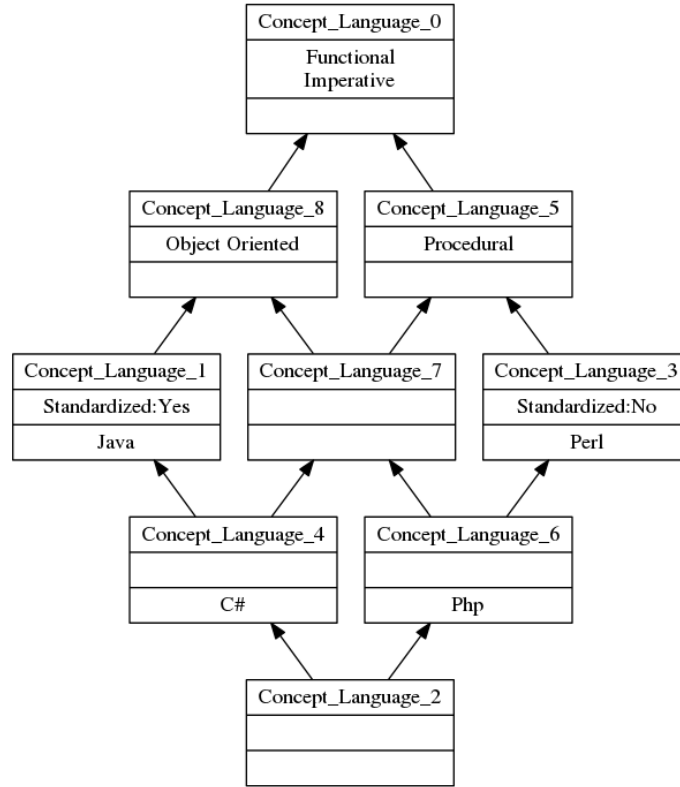 Concept_Language_0
Functional
Imperative
Concept_Language_8
Object Oriented
Concept_Language_5
Procedural
Concept_Language_1
Standardized:Yes
Java
Concept_Language_7
Concept_Language_3
Standardized:No
Perl
Concept_Language_4
C#
Concept_Language_6
Php
Concept_Language_2